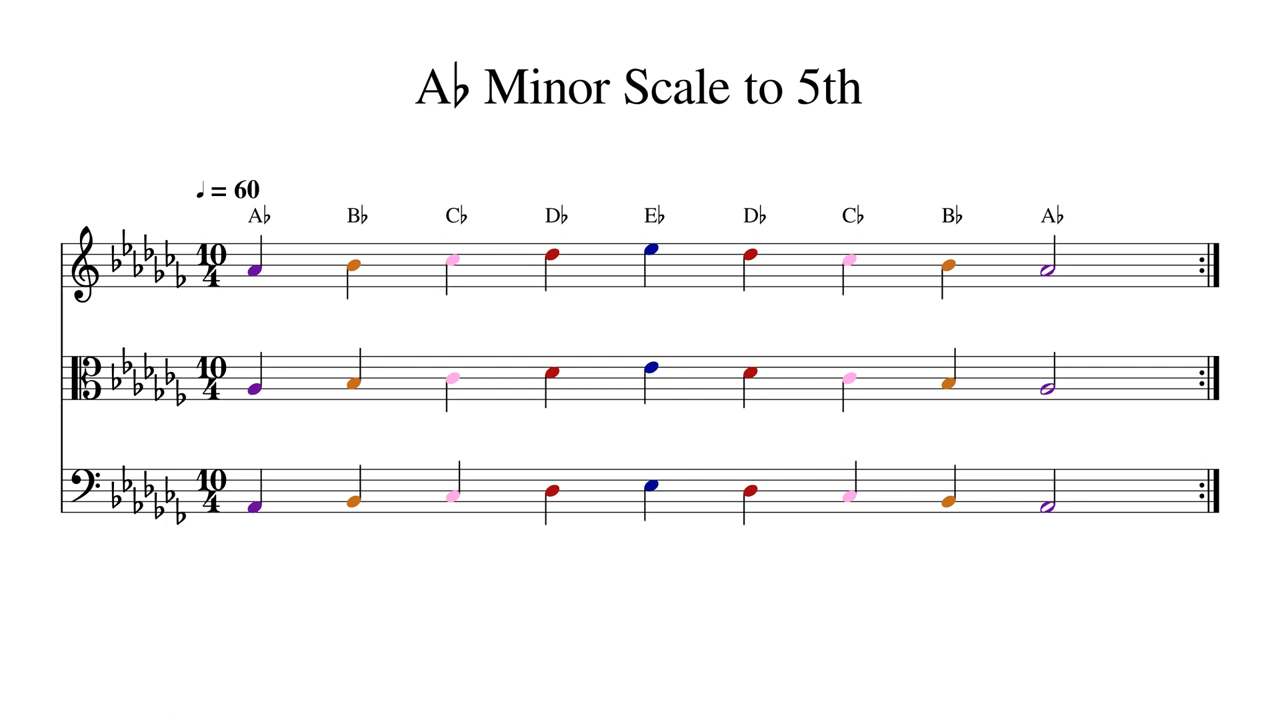 A♭ Minor Scale to 5th
♩ = 60
A♭ B♭ C♭ D♭ E♭ D♭ C♭ B♭ A♭
10
4
10
4
10
4